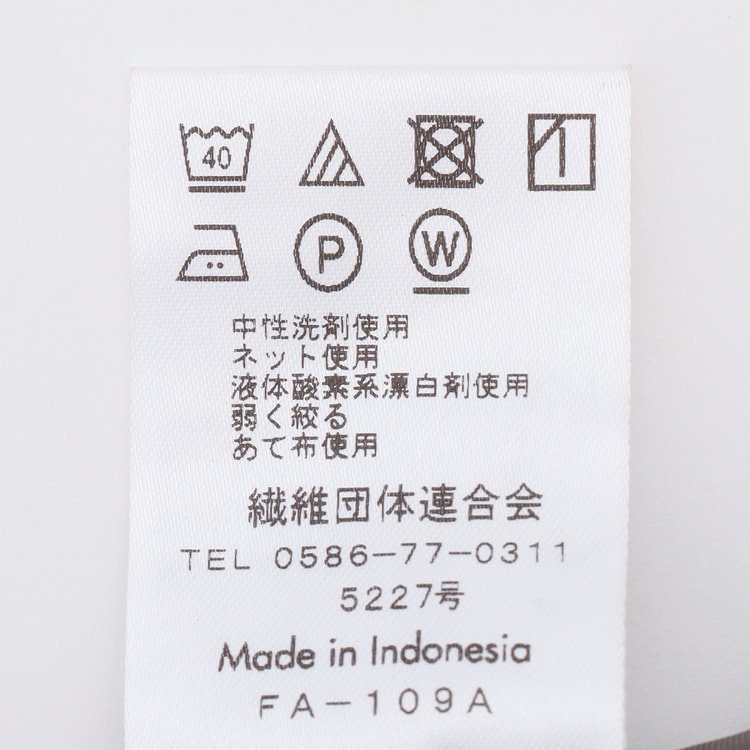 40
P W
中性洗剤使用
ネット使用
液体酸素系漂白剤使用
弱く絞る
あて布使用
繊維団体連合会
TEL 0586-77-0311
5227号
Made in Indonesia
FA-109A